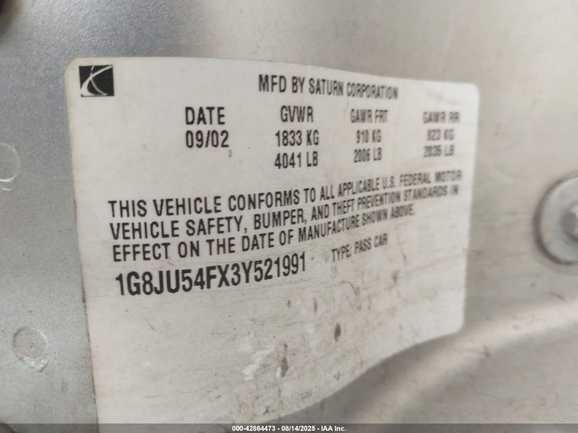 MFD BY SATURN CORPORATION
DATE GVWR GAWR FRT GAWR RR
09/02 1833 KG 910 KG 923 KG
4041 LB 2006 LB 2035 LB
THIS VEHICLE CONFORMS TO ALL APPLICABLE U.S. FEDERAL MOTOR
VEHICLE SAFETY, BUMPER, AND THEFT PREVENTION STANDARDS IN
EFFECT ON THE DATE OF MANUFACTURE SHOWN ABOVE.
1G8JU54FX3Y521991 TYPE: PASS CAR
000-42864473 - 08/14/2025 - IAA Inc.